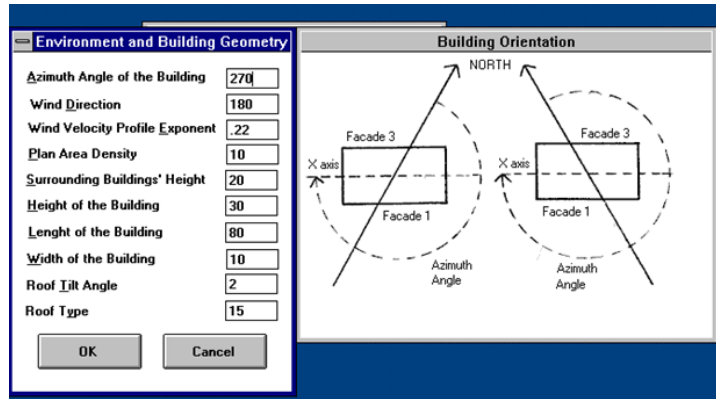 Environment and Building Geometry
Azimuth Angle of the Building 270
Wind Direction 180
Wind Velocity Profile Exponent .22
Plan Area Density 10
Surrounding Buildings' Height 20
Height of the Building 30
Lenght of the Building 80
Width of the Building 10
Roof Tilt Angle 2
Roof Type 15
OK Cancel
Building Orientation
NORTH
Facade 3 Facade 3
X axis X axis
Facade 1 Facade 1
Azimuth Azimuth
Angle Angle